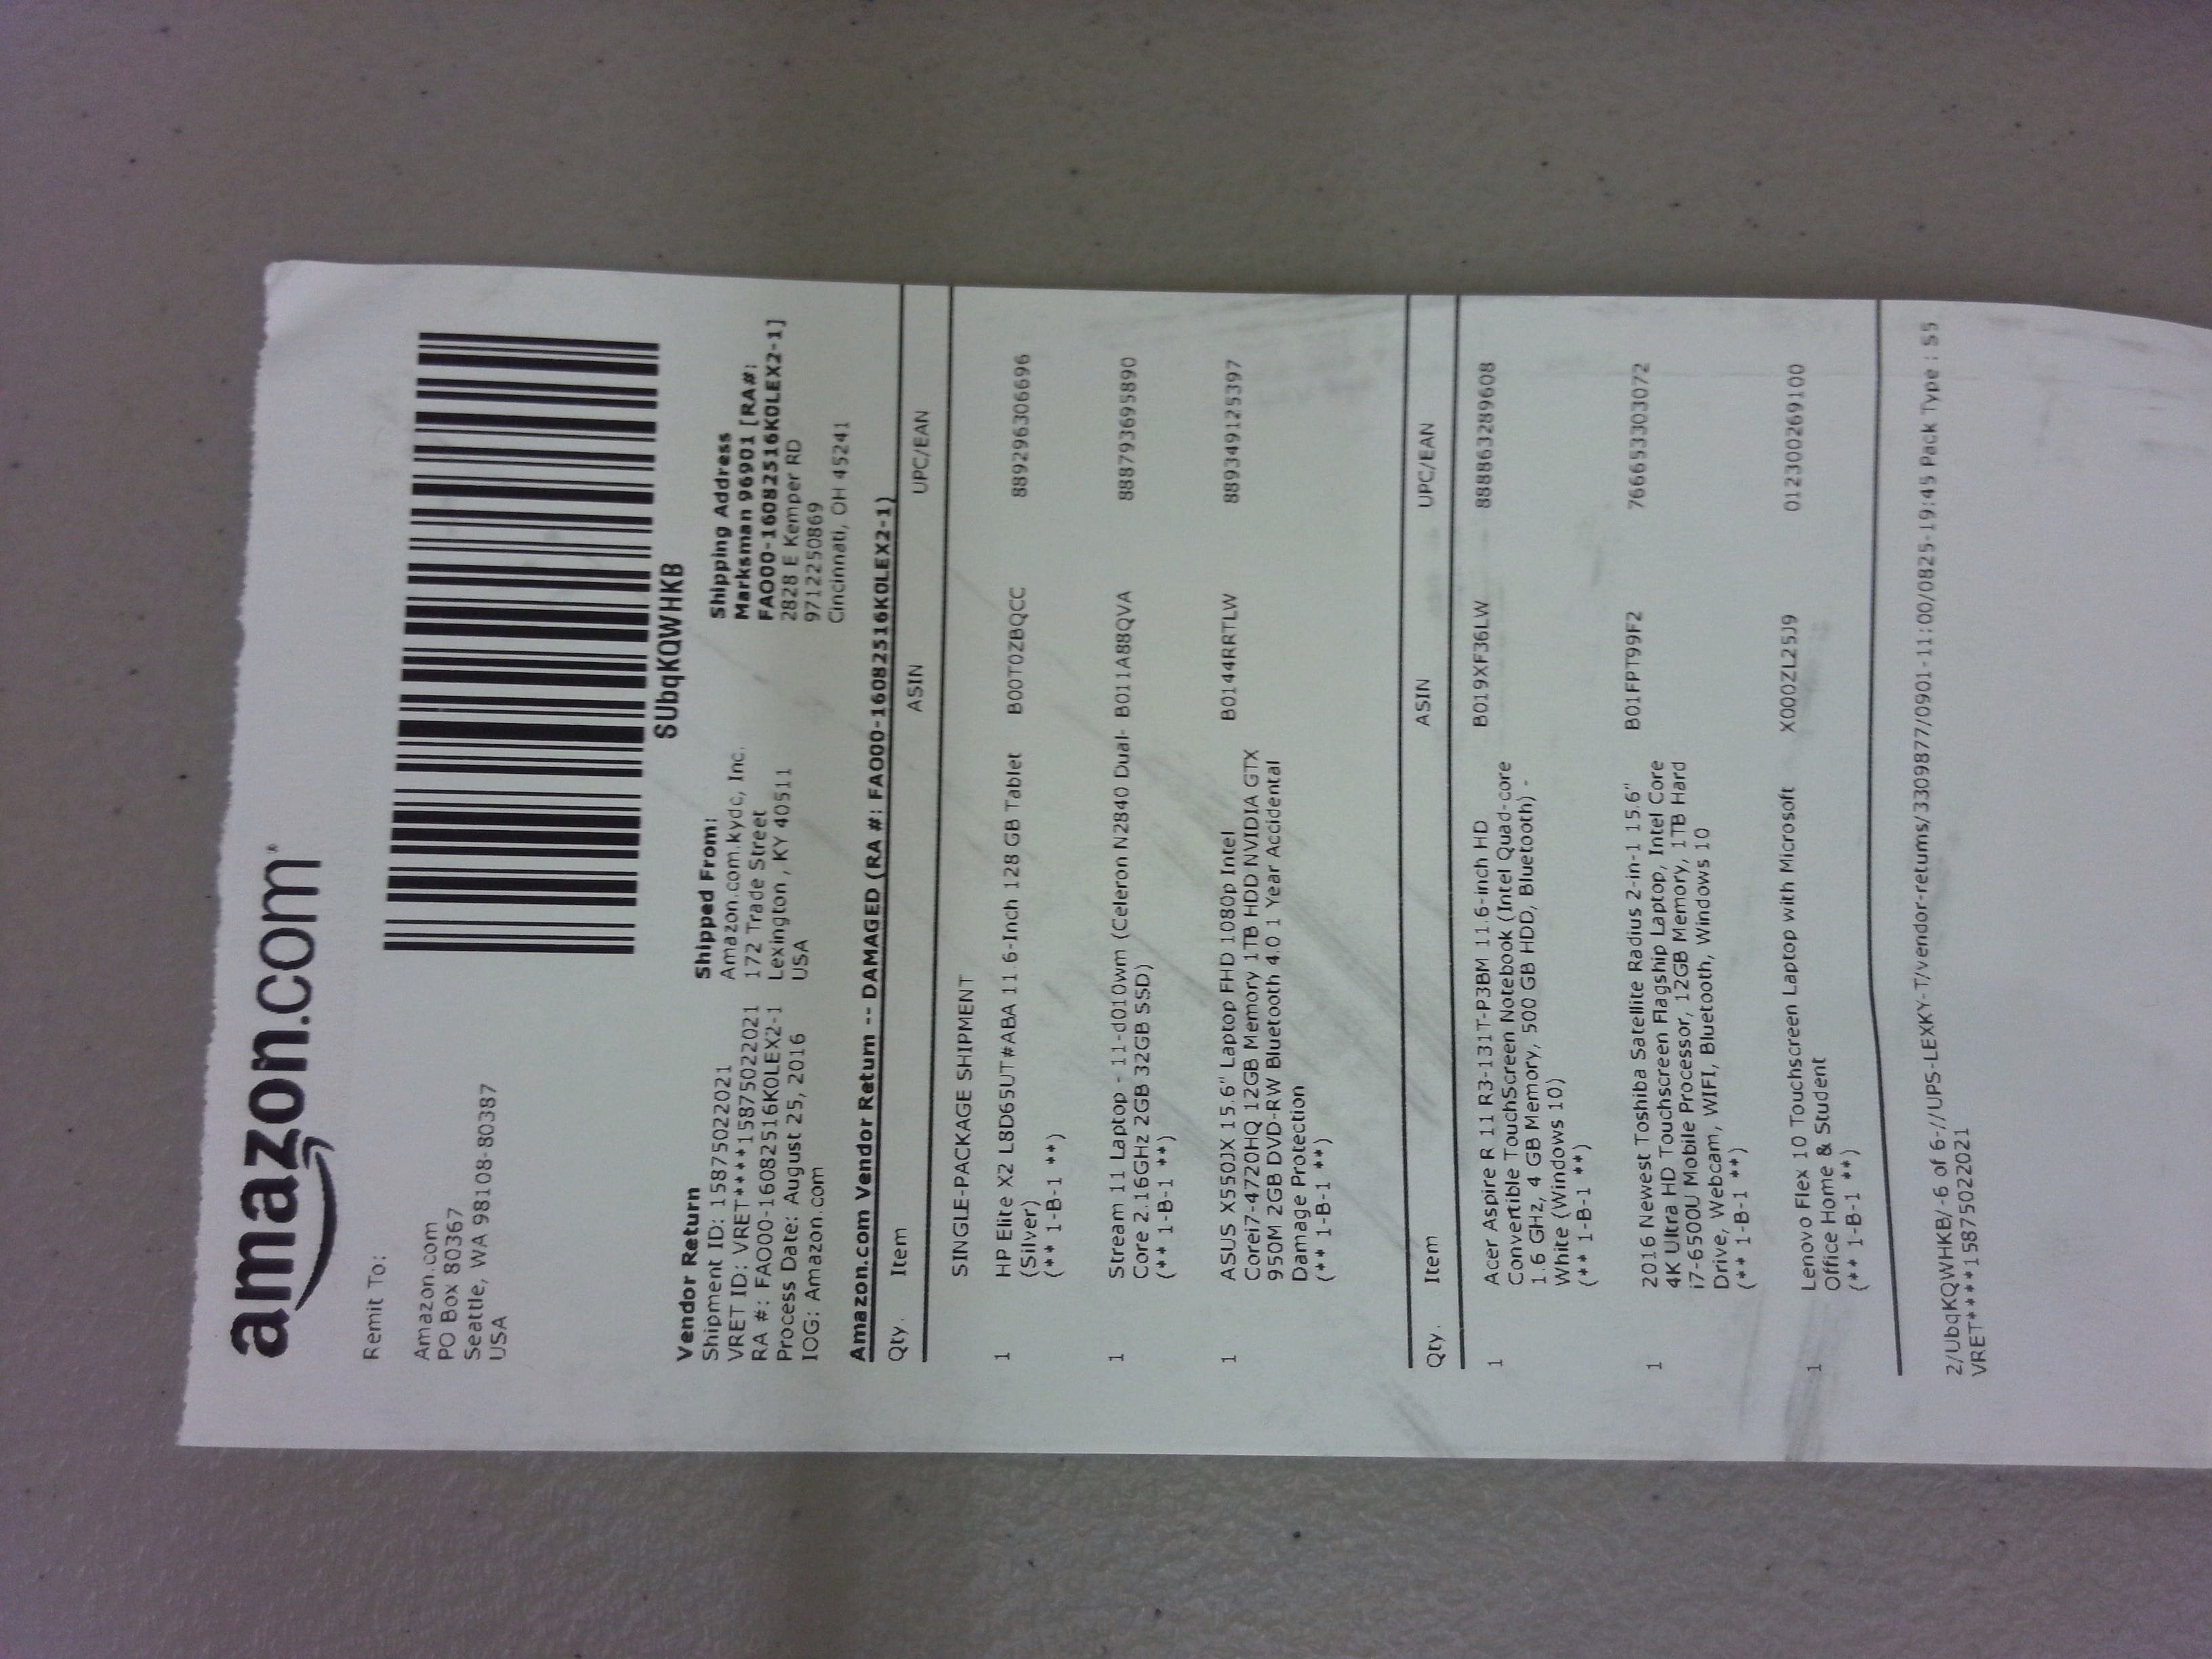 amazon.com
Remit To:
Amazon.com
PO Box 80367
Seattle, WA 98108-80387
USA
SUbqKQWHKB
Vendor Return
Shipment ID: 15875022021
VRET ID: VRET****15875022021
RA #: FAO00-16082516K0LEX2-1
Process Date: August 25, 2016
IOG: Amazon.com
Shipped From:
Amazon.com.kydc, Inc.
172 Trade Street
Lexington , KY 40511
USA
Shipping Address
Marksman 96901 [RA#:
FAO00-16082516K0LEX2-1]
2828 E Kemper RD
9712250869
Cincinnati, OH 45241
Amazon.com Vendor Return -- DAMAGED (RA #: FAO00-16082516K0LEX2-1)
Qty. Item ASIN UPC/EAN
SINGLE-PACKAGE SHIPMENT
1 HP Elite X2 L8D65UT#ABA 11.6-Inch 128 GB Tablet B00T0ZBQCC 889296306696
(Silver)
(** 1-B-1 **)
1 Stream 11 Laptop - 11-d010wm (Celeron N2840 Dual- B011A88QVA 888793695890
Core 2.16GHz 2GB 32GB SSD)
(** 1-B-1 **)
1 ASUS X550JX 15.6" Laptop FHD 1080p Intel B0144RRTLW 889349125397
Corei7-4720HQ 12GB Memory 1TB HDD NVIDIA GTX
950M 2GB DVD-RW Bluetooth 4.0 1 Year Accidental
Damage Protection
(** 1-B-1 **)
Qty. Item ASIN UPC/EAN
1 Acer Aspire R 11 R3-131T-P3BM 11.6-inch HD B019XF36LW 888863289608
Convertible TouchScreen Notebook (Intel Quad-core
1.6 GHz, 4 GB Memory, 500 GB HDD, Bluetooth) -
White (Windows 10)
(** 1-B-1 **)
1 2016 Newest Toshiba Satellite Radius 2-in-1 15.6" B01FPT99F2 766653303072
4K Ultra HD Touchscreen Flagship Laptop, Intel Core
i7-6500U Mobile Processor, 12GB Memory, 1TB Hard
Drive, Webcam, WIFI, Bluetooth, Windows 10
(** 1-B-1 **)
1 Lenovo Flex 10 Touchscreen Laptop with Microsoft X000ZL25J9 012300269100
Office Home & Student
(** 1-B-1 **)
2/UbqKQWHKB/-6 of 6-//UPS-LEXKY-T/vendor-returns/3309877/0901-11:00/0825-19:45 Pack Type : S5
VRET****15875022021